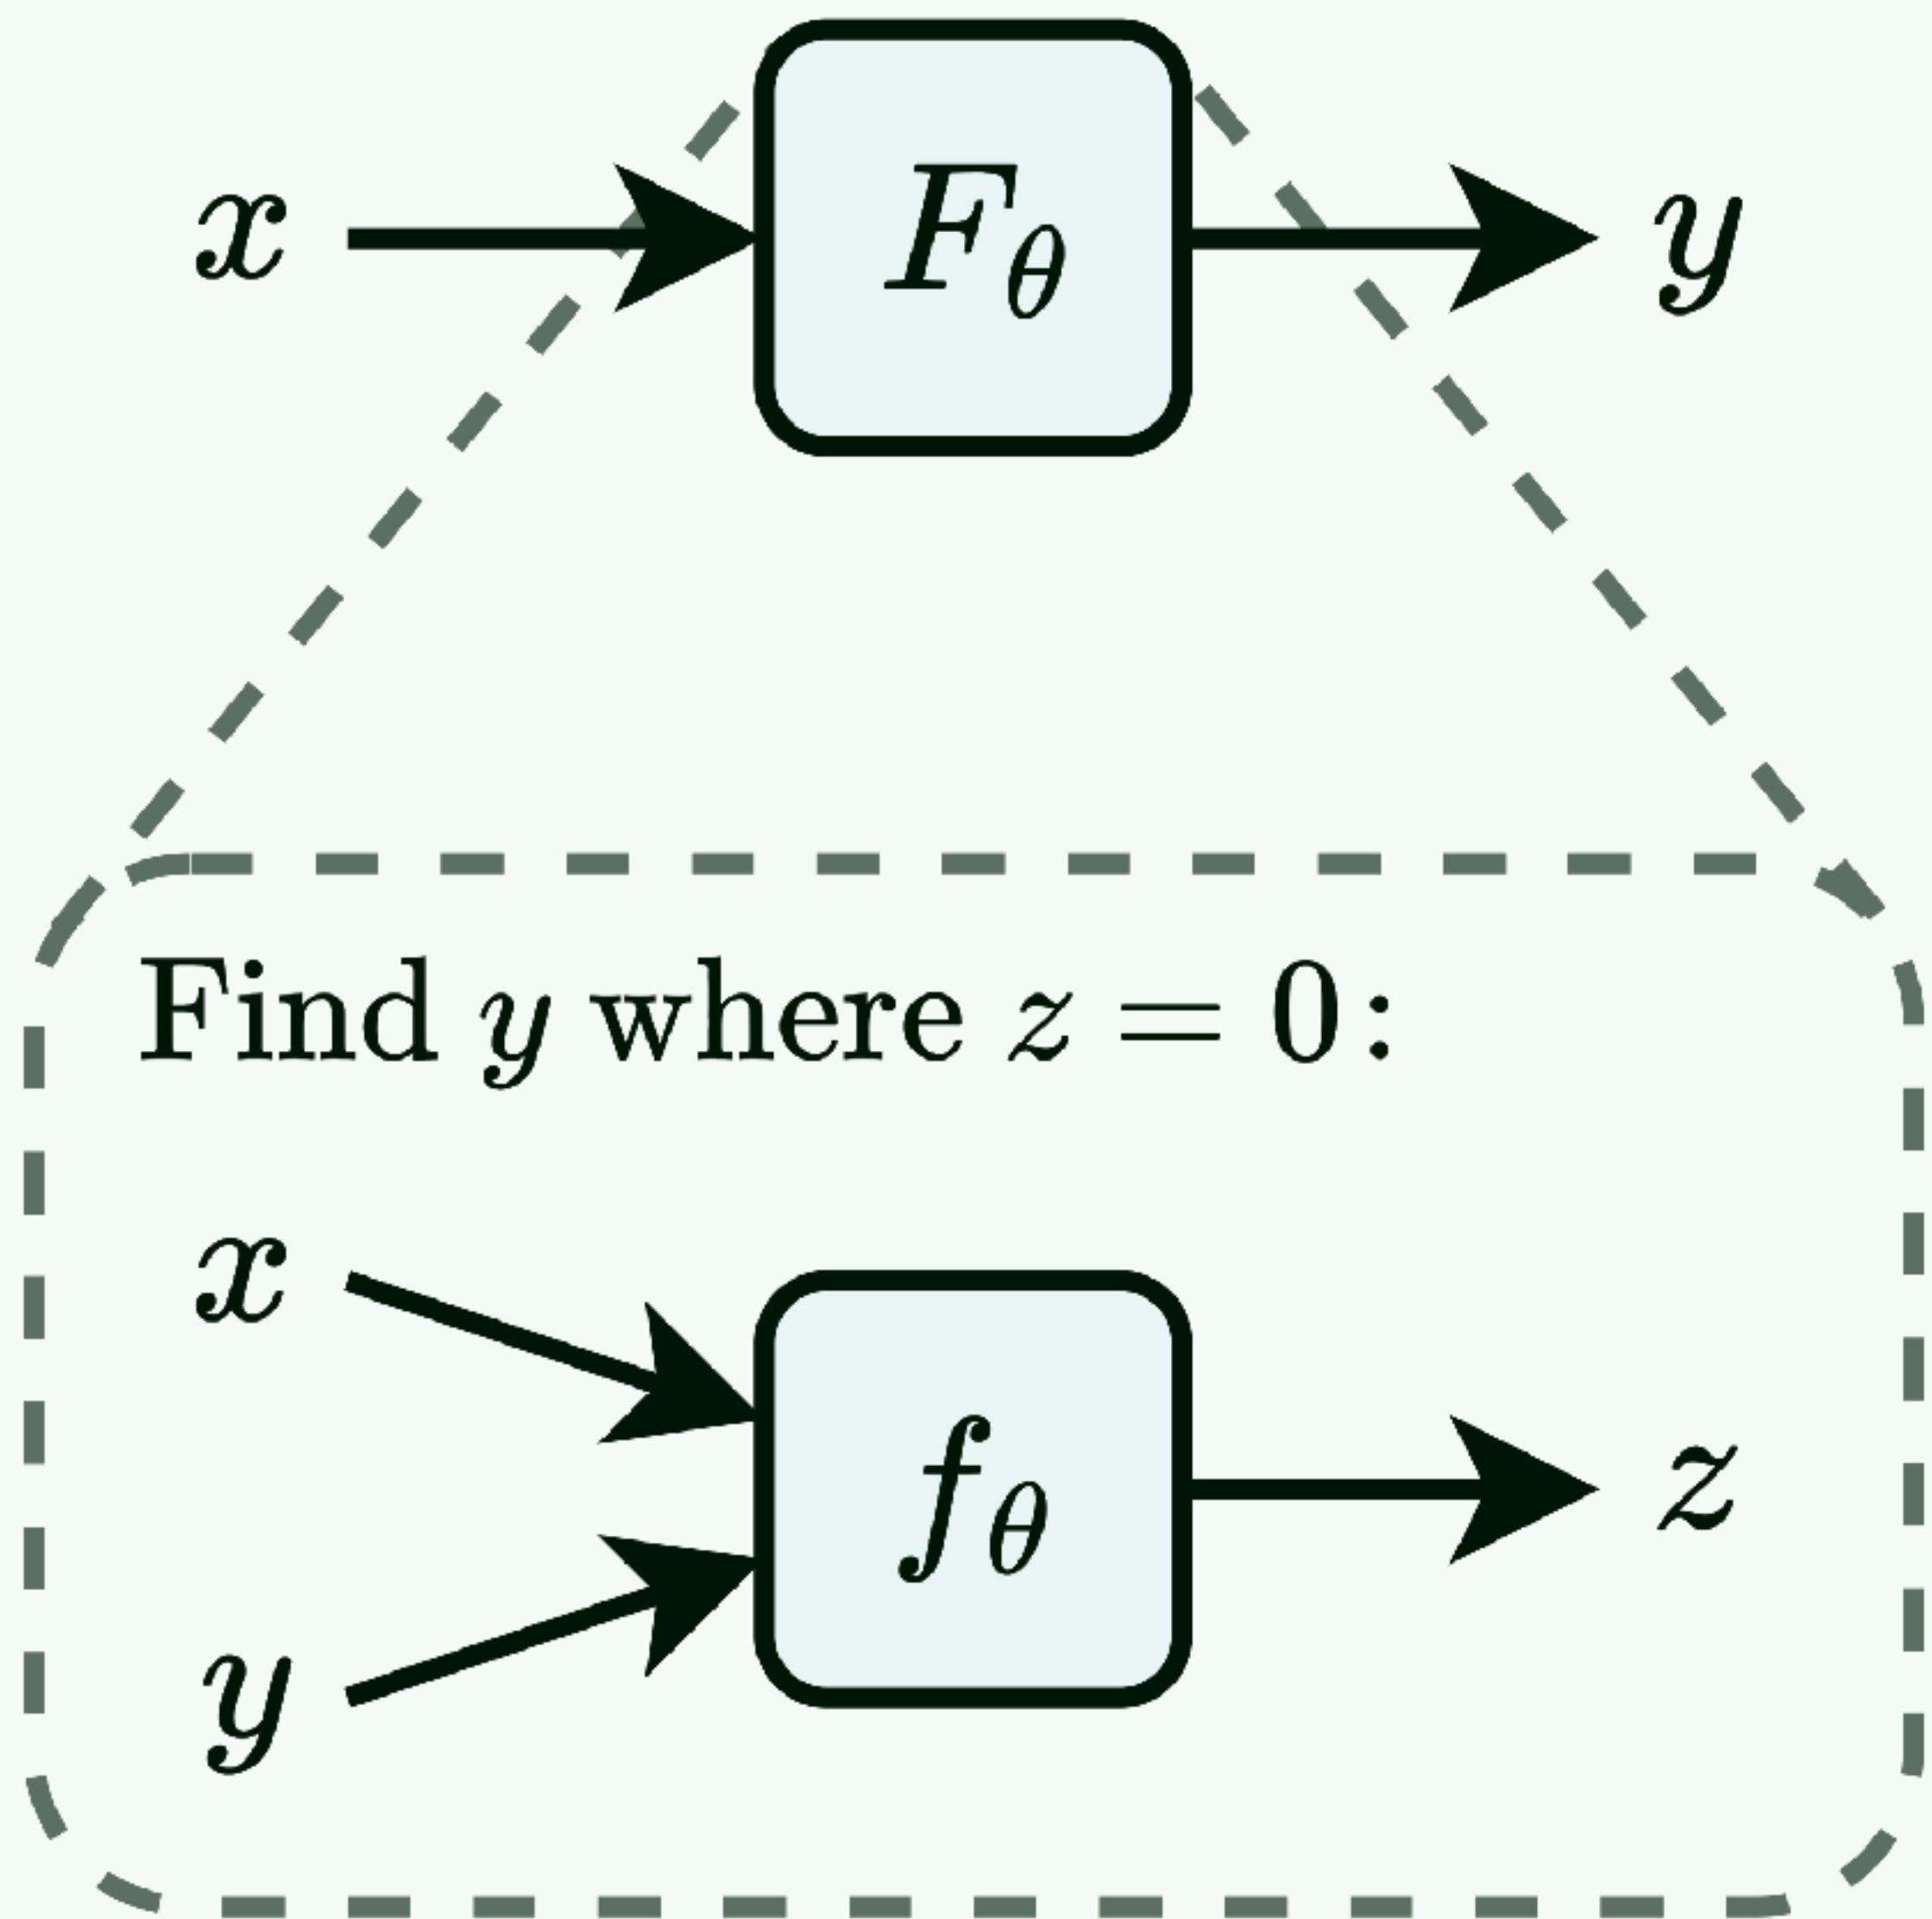 x F_θ y
Find y where z = 0:
x
f_θ z
y